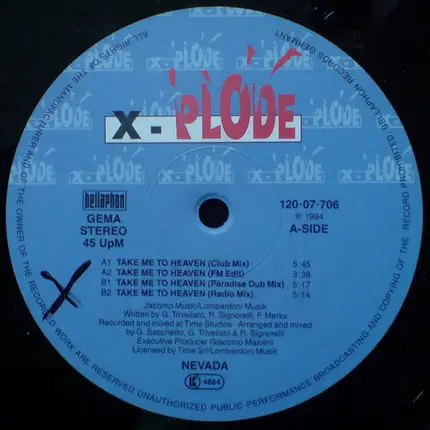 ALL RIGHTS OF THE MANUFACTURER AND OF THE OWNER OF THE RECORDED WORK ARE RESERVED UNAUTHORIZED PUBLIC PERFORMANCE BROADCASTING AND COPYING OF THE RECORD PROHIBITED BELLAPHON RECORDS GERMANY
X-PLODE
bellaphon
GEMA
STEREO
45 UpM
120·07·706
℗ 1994
A-SIDE
A1 TAKE ME TO HEAVEN (Club Mix) 5:45
A2 TAKE ME TO HEAVEN (FM Edit) 3:38
B1 TAKE ME TO HEAVEN (Paradise Dub Mix) 5:17
B2 TAKE ME TO HEAVEN (Radio Mix) 5:14
Jacomo Music/Lombardoni Musik
Written by G. Trivellato, R. Signorelli, F. Merkx
Recorded and mixed at Time Studios - Arranged and mixed
by G. Sacchetto, G. Trivellato & R. Signorelli
Executive Producer Giacomo Maiolini
Licensed by Time Srl/Lombardoni Musik
NEVADA
LC 4884